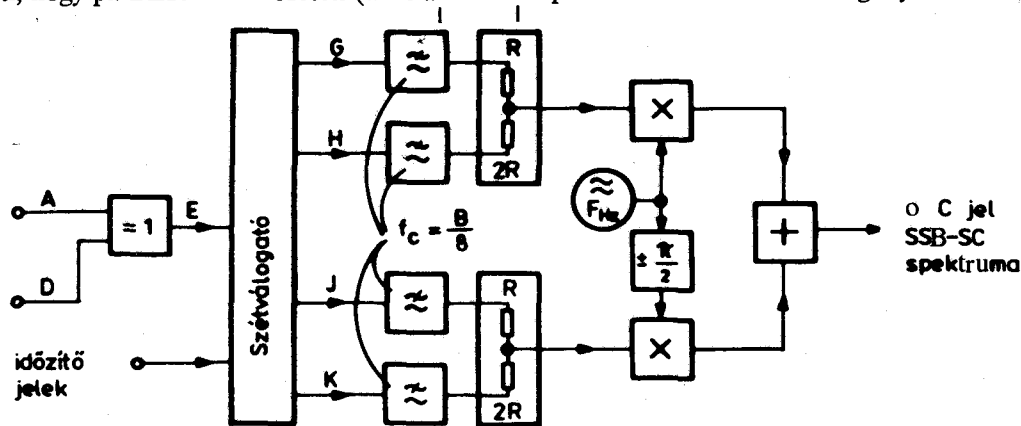 G
R
H
2R
A
= 1
E
D
Szétválogató
f_c = B/8
F_Hz
± π/2
×
×
+
o C jel
SSB-SC
spektruma
J
R
K
2R
időzítő
jelek